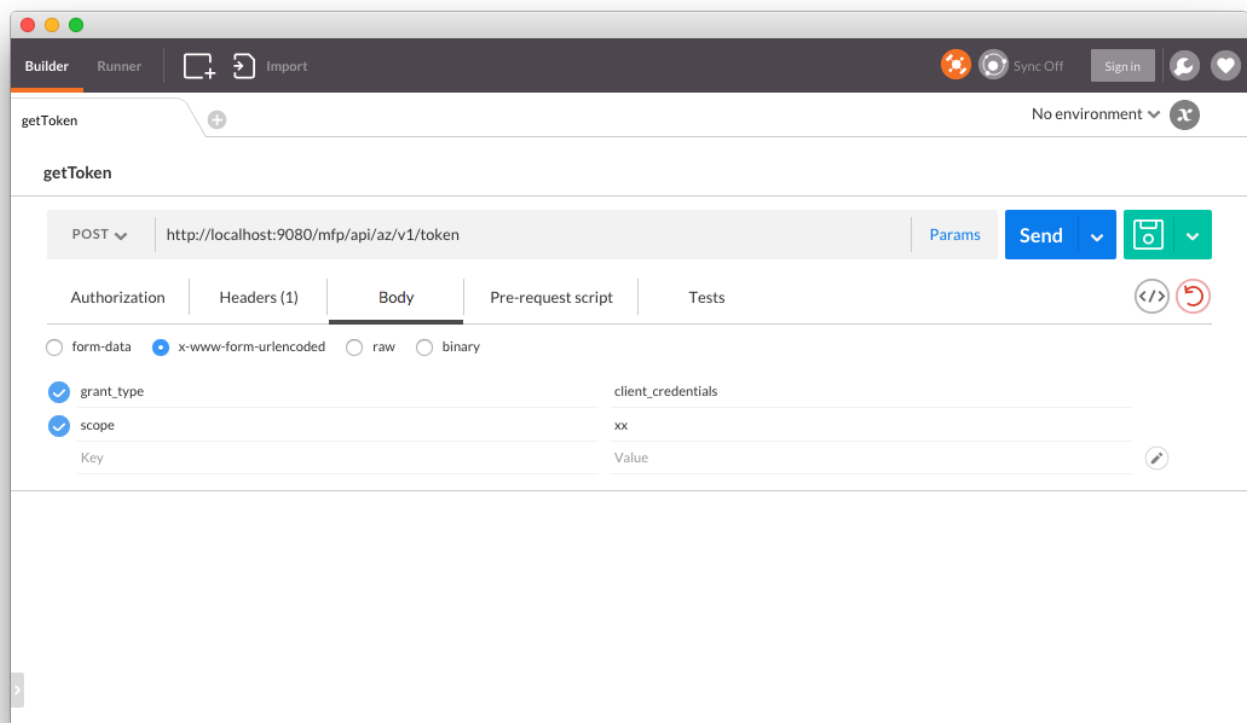 Builder Runner Import Sync Off Sign in
getToken No environment x
getToken
POST http://localhost:9080/mfp/api/az/v1/token Params Send
Authorization Headers (1) Body Pre-request script Tests </>
form-data x-www-form-urlencoded raw binary
grant_type client_credentials
scope xx
Key Value